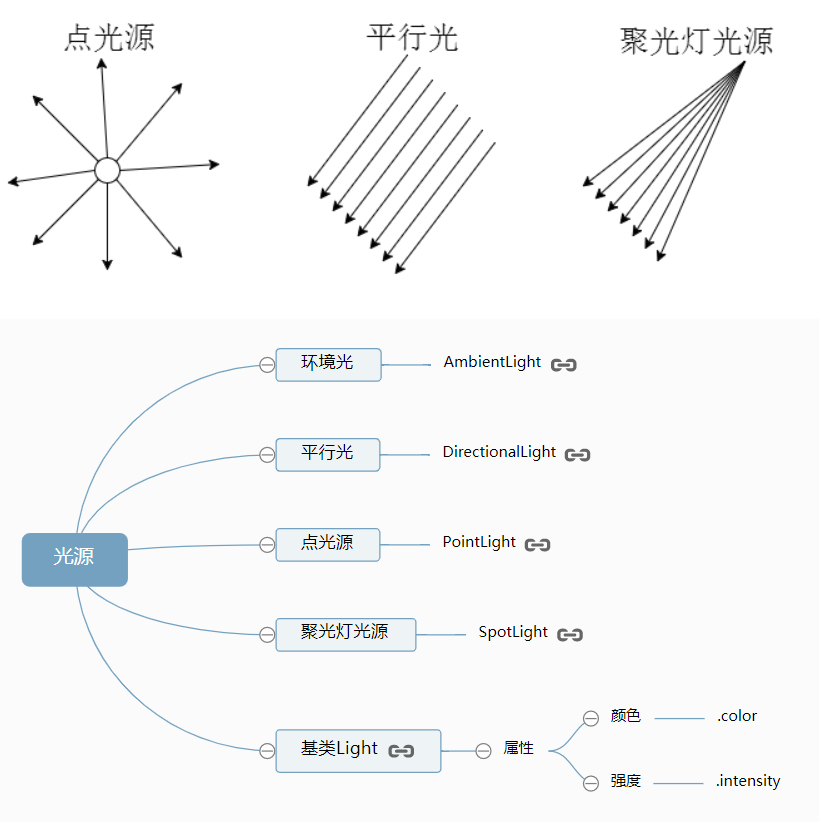 点光源
平行光
聚光灯光源
环境光
AmbientLight
平行光
DirectionalLight
点光源
PointLight
光源
聚光灯光源
SpotLight
基类Light
属性
颜色
.color
强度
.intensity